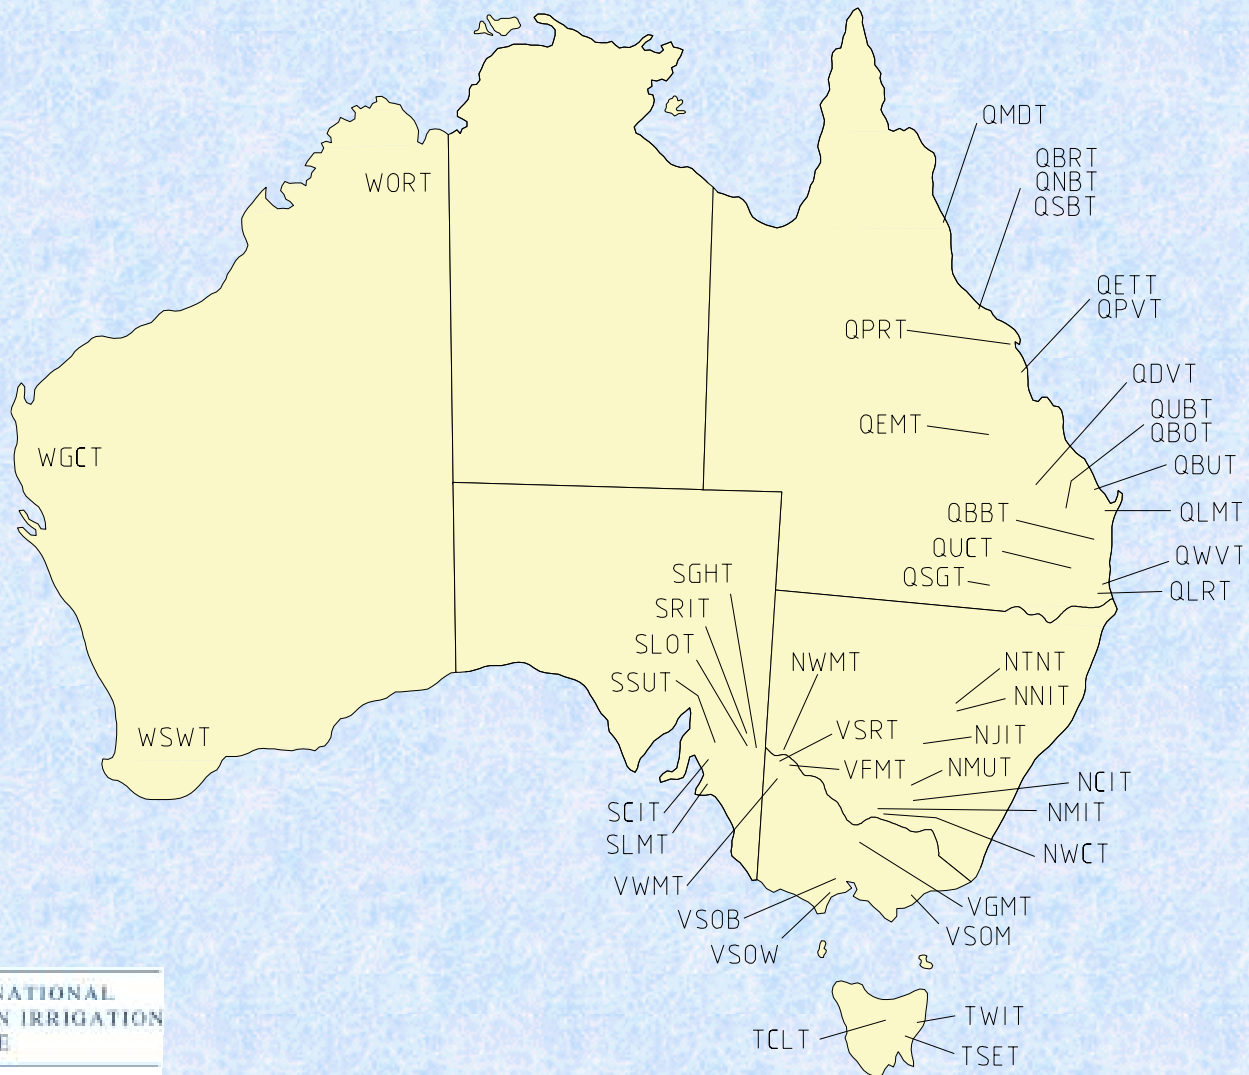 QMDT
QBRT
QNBT
QSBT
WORT
QETT
QPVT
QPRT
QDVT
QUBT
QBOT
QEMT
WGCT
QBUT
QBBT
QLMT
QUCT
QWVT
SGHT
QSGT
QLRT
SRIT
SLOT
NWMT
NTNT
SSUT
NNIT
WSWT
VSRT
NJIT
VFMT
NMUT
NCIT
SCIT
NMIT
SLMT
NWCT
VWMT
VGMT
VSOB
VSOM
VSOW
NATIONAL
N IRRIGATION
E
TWIT
TCLT
TSET